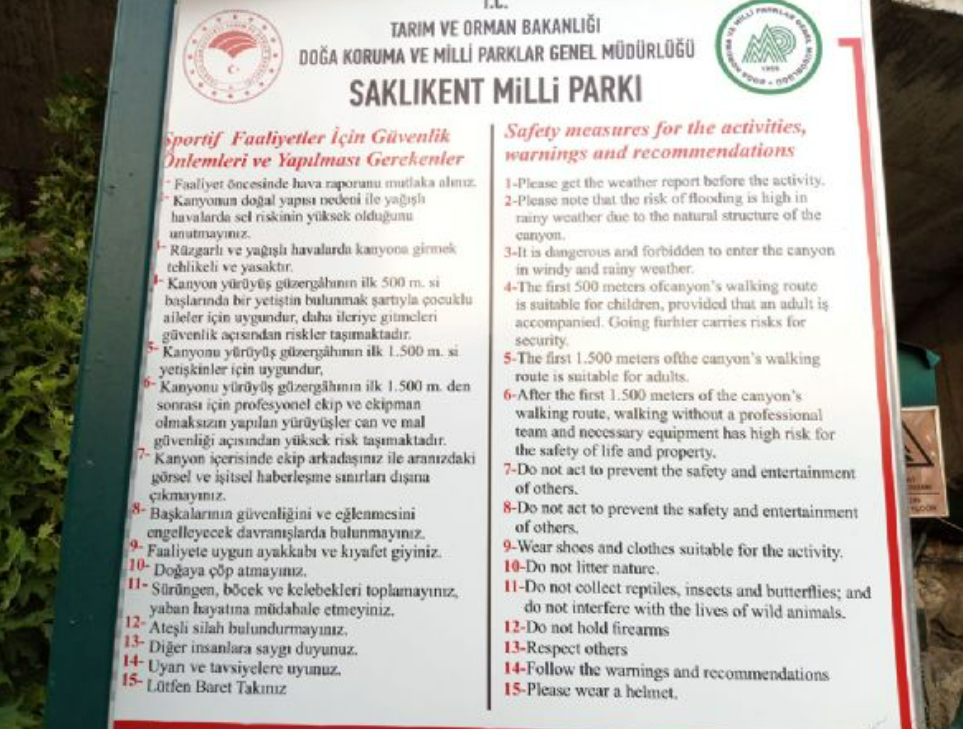 T.C.
TARIM VE ORMAN BAKANLIĞI
DOĞA KORUMA VE MİLLİ PARKLAR GENEL MÜDÜRLÜĞÜ
SAKLIKENT MiLLi PARKI
Sportif Faaliyetler İçin Güvenlik
Önlemleri ve Yapılması Gerekenler
- Faaliyet öncesinde hava raporunu mutlaka alınız.
- Kanyonun doğal yapısı nedeni ile yağışlı
havalarda sel riskinin yüksek olduğunu
unutmayınız.
- Rüzgarlı ve yağışlı havalarda kanyona girmek
tehlikeli ve yasaktır.
- Kanyon yürüyüş güzergâhının ilk 500 m. si
başlarında bir yetiştin bulunmak şartıyla çocuklu
aileler için uygundur, daha ileriye gitmeleri
güvenlik açısından riskler taşımaktadır.
5- Kanyonu yürüyüş güzergâhının ilk 1.500 m. si
yetişkinler için uygundur,
6- Kanyonu yürüyüş güzergâhının ilk 1.500 m. den
sonrası için profesyonel ekip ve ekipman
olmaksızın yapılan yürüyüşler can ve mal
güvenliği açısından yüksek risk taşımaktadır.
7- Kanyon içerisinde ekip arkadaşınız ile aranızdaki
görsel ve işitsel haberleşme sınırları dışına
çıkmayınız.
8- Başkalarının güvenliğini ve eğlenmesini
engelleyecek davranışlarda bulunmayınız.
9- Faaliyete uygun ayakkabı ve kıyafet giyiniz.
10- Doğaya çöp atmayınız.
11- Sürüngen, böcek ve kelebekleri toplamayınız,
yaban hayatına müdahale etmeyiniz.
12- Ateşli silah bulundurmayınız.
13- Diğer insanlara saygı duyunuz.
14- Uyarı ve tavsiyelere uyunuz.
15- Lütfen Baret Takınız
Safety measures for the activities,
warnings and recommendations
1-Please get the weather report before the activity.
2-Please note that the risk of flooding is high in
rainy weather due to the natural structure of the
canyon.
3-It is dangerous and forbidden to enter the canyon
in windy and rainy weather.
4-The first 500 meters ofcanyon's walking route
is suitable for children, provided that an adult is
accompanied. Going furhter carries risks for
security.
5-The first 1.500 meters ofthe canyon's walking
route is suitable for adults.
6-After the first 1.500 meters of the canyon's
walking route, walking without a professional
team and necessary equipment has high risk for
the safety of life and property.
7-Do not act to prevent the safety and entertainment
of others.
8-Do not act to prevent the safety and entertainment
of others.
9-Wear shoes and clothes suitable for the activity.
10-Do not litter nature.
11-Do not collect reptiles, insects and butterflies; and
do not interfere with the lives of wild animals.
12-Do not hold firearms
13-Respect others
14-Follow the warnings and recommendations
15-Please wear a helmet.